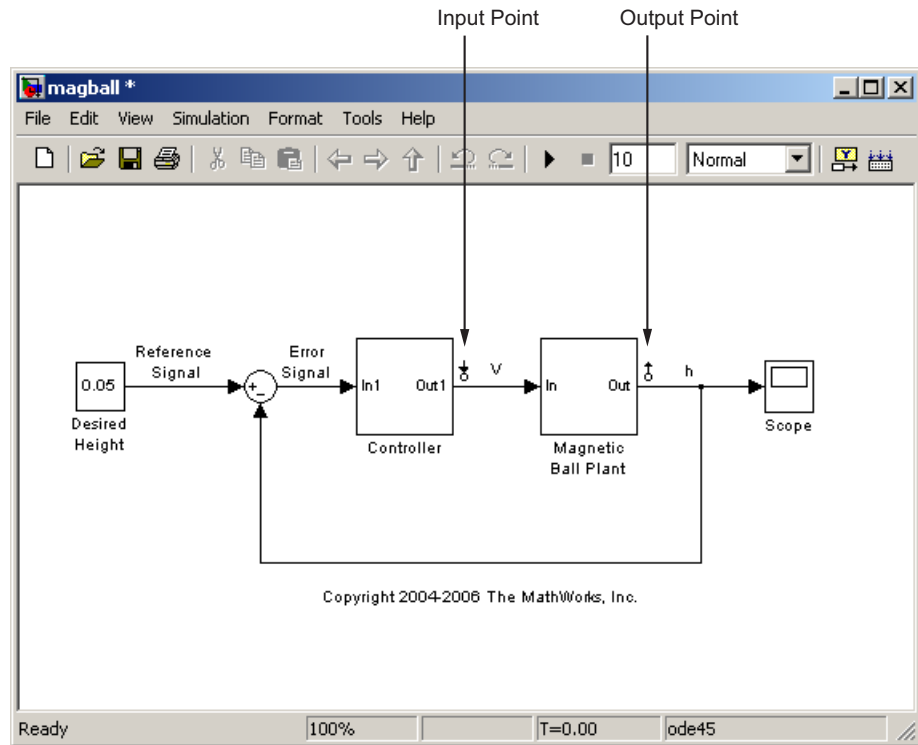 Input Point
Output Point
magball *
File Edit View Simulation Format Tools Help
10
Normal
Reference
Signal
Error
Signal
V
h
0.05
+
−
In1
Out1
In
Out
Desired
Height
Controller
Magnetic
Ball Plant
Scope
Copyright 2004-2006 The MathWorks, Inc.
Ready
100%
T=0.00
ode45